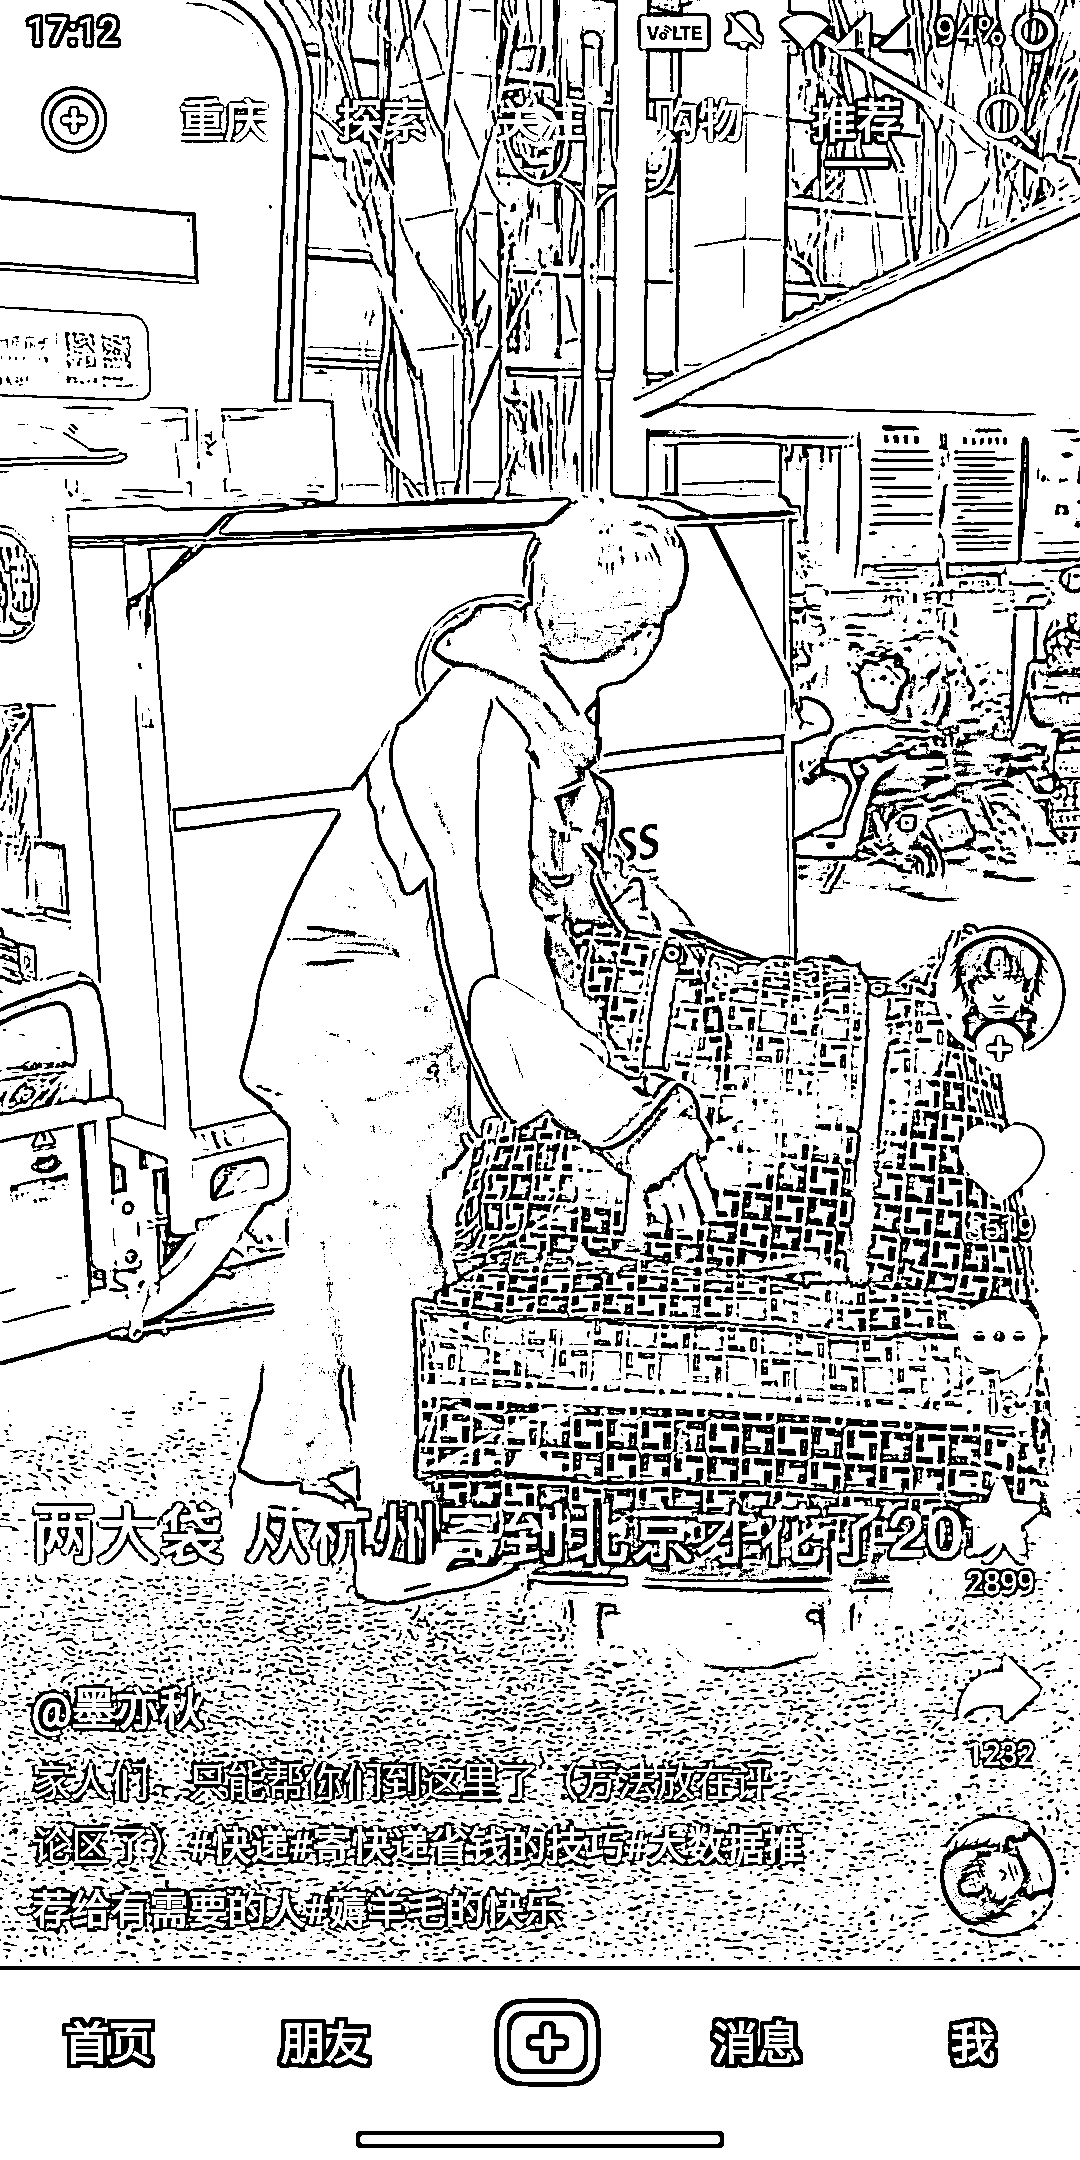 17:12 VoLTE 94%
重庆 探索 关注 购物 推荐
ss
3519
两大袋 从杭州寄到北京才花了20
2899
@墨亦秋
1232
家人们，只能帮你们到这里了（方法放在评
论区了）#快递#寄快递省钱的技巧#大数据推
荐给有需要的人#薅羊毛的快乐
首页 朋友 消息 我